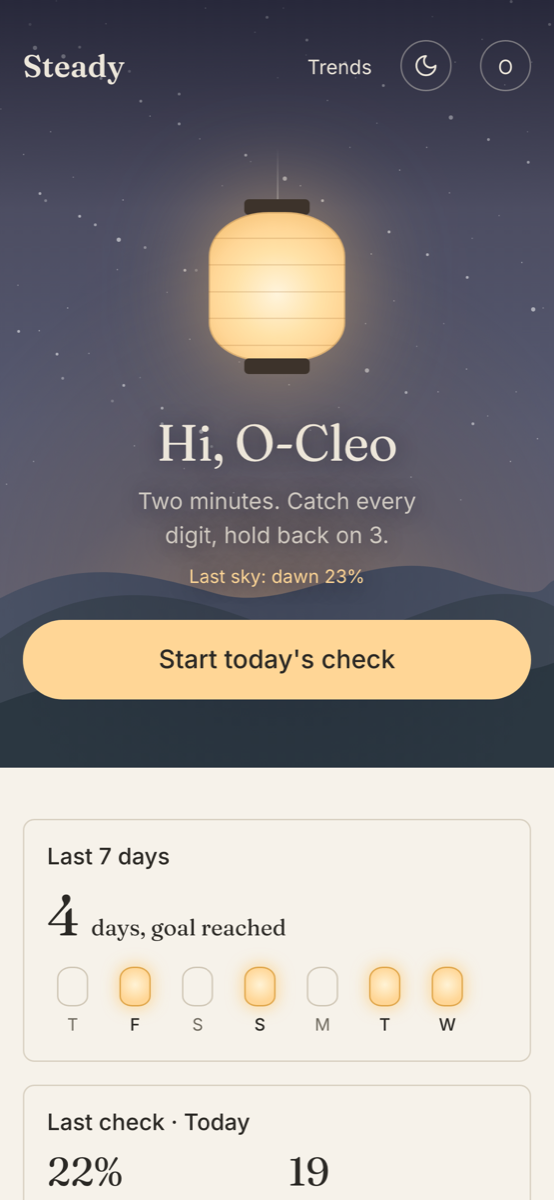 Steady
Trends
O
Hi, O-Cleo
Two minutes. Catch every
digit, hold back on 3.
Last sky: dawn 23%
Start today's check
Last 7 days
4 days, goal reached
T F S S M T W
Last check · Today
22% 19